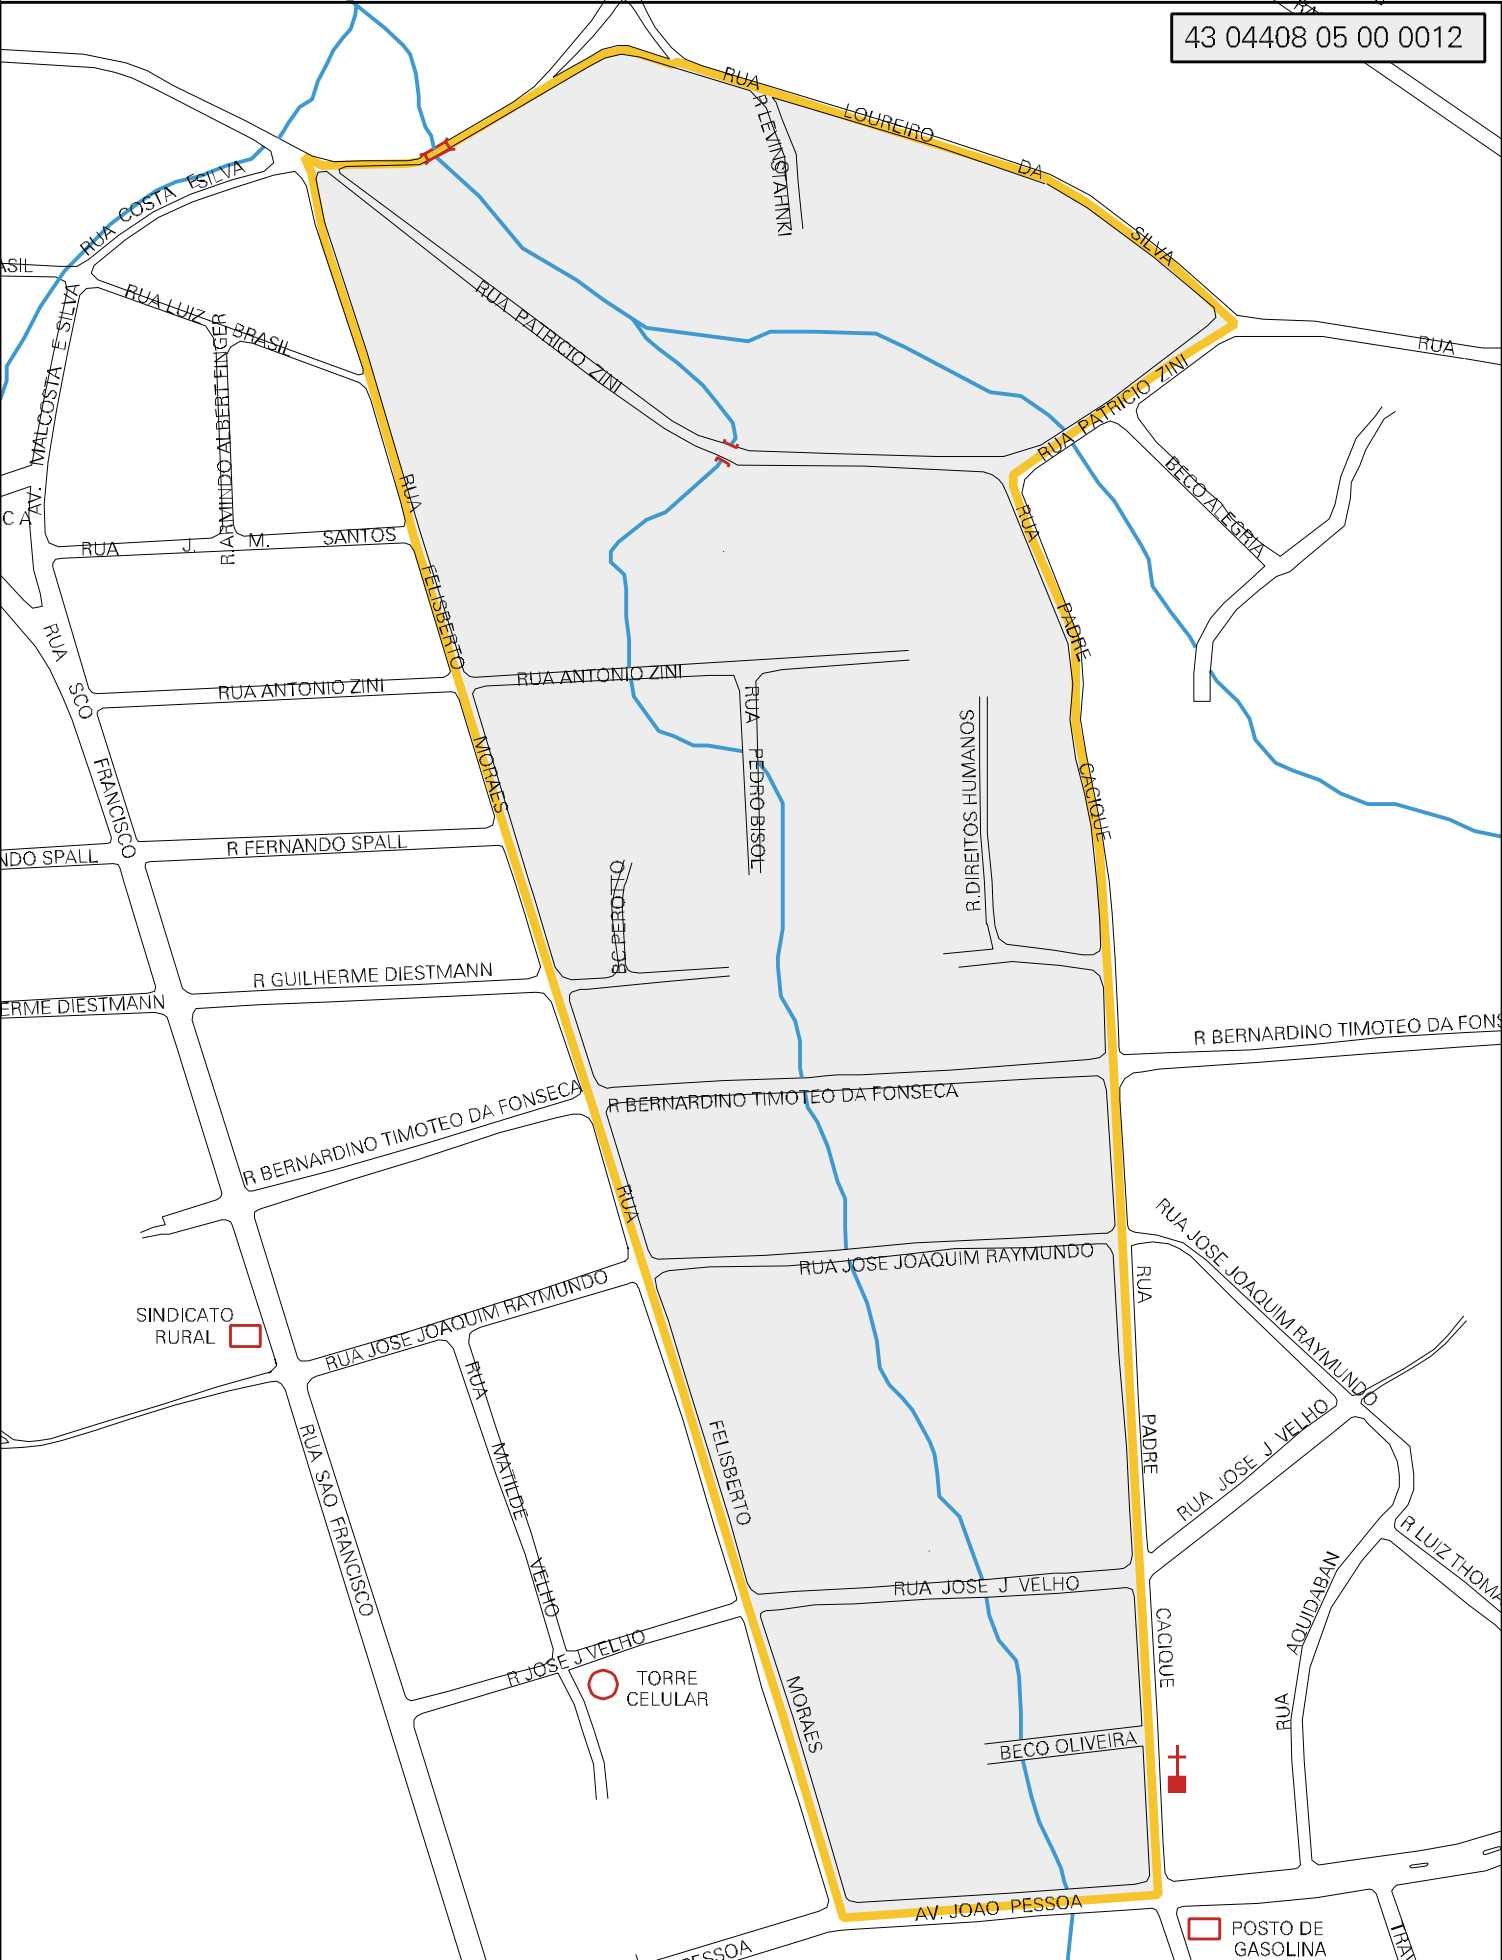 43 04408 05 00 0012
RUA LOUREIRO DA SILVA
R LEVINO TAHNKI
RUA COSTA E SILVA
ASIL
RUA LUIZ BRASIL
AV. MALCOSTA E SILVA
R. ARMINDO ALBERT FINGER
RUA PATRICIO ZINI
RUA
RUA PATRICIO ZINI
BECO ALEGRIA
CA
RUA J. M. SANTOS
RUA FELISBERTO MORAES
RUA PADRE CACIQUE
RUA SCO FRANCISCO
RUA ANTONIO ZINI
RUA ANTONIO ZINI
RUA PEDRO BISOL
R.DIREITOS HUMANOS
NDO SPALL
R FERNANDO SPALL
BC PEROTTO
R GUILHERME DIESTMANN
ERME DIESTMANN
R BERNARDINO TIMOTEO DA FONS
R BERNARDINO TIMOTEO DA FONSECA
R BERNARDINO TIMOTEO DA FONSECA
RUA FELISBERTO MORAES
RUA JOSE JOAQUIM RAYMUNDO
RUA JOSE JOAQUIM RAYMUNDO
RUA JOSE JOAQUIM RAYMUNDO
RUA PADRE CACIQUE
SINDICATO
RURAL
RUA MATILDE VELHO
RUA SAO FRANCISCO
RUA JOSE J VELHO
RUA JOSE J VELHO
R LUIZ THOMA
RUA AQUIDABAN
R JOSE J VELHO
TORRE
CELULAR
BECO OLIVEIRA
AV. JOAO PESSOA
PESSOA
POSTO DE
GASOLINA
TRAV